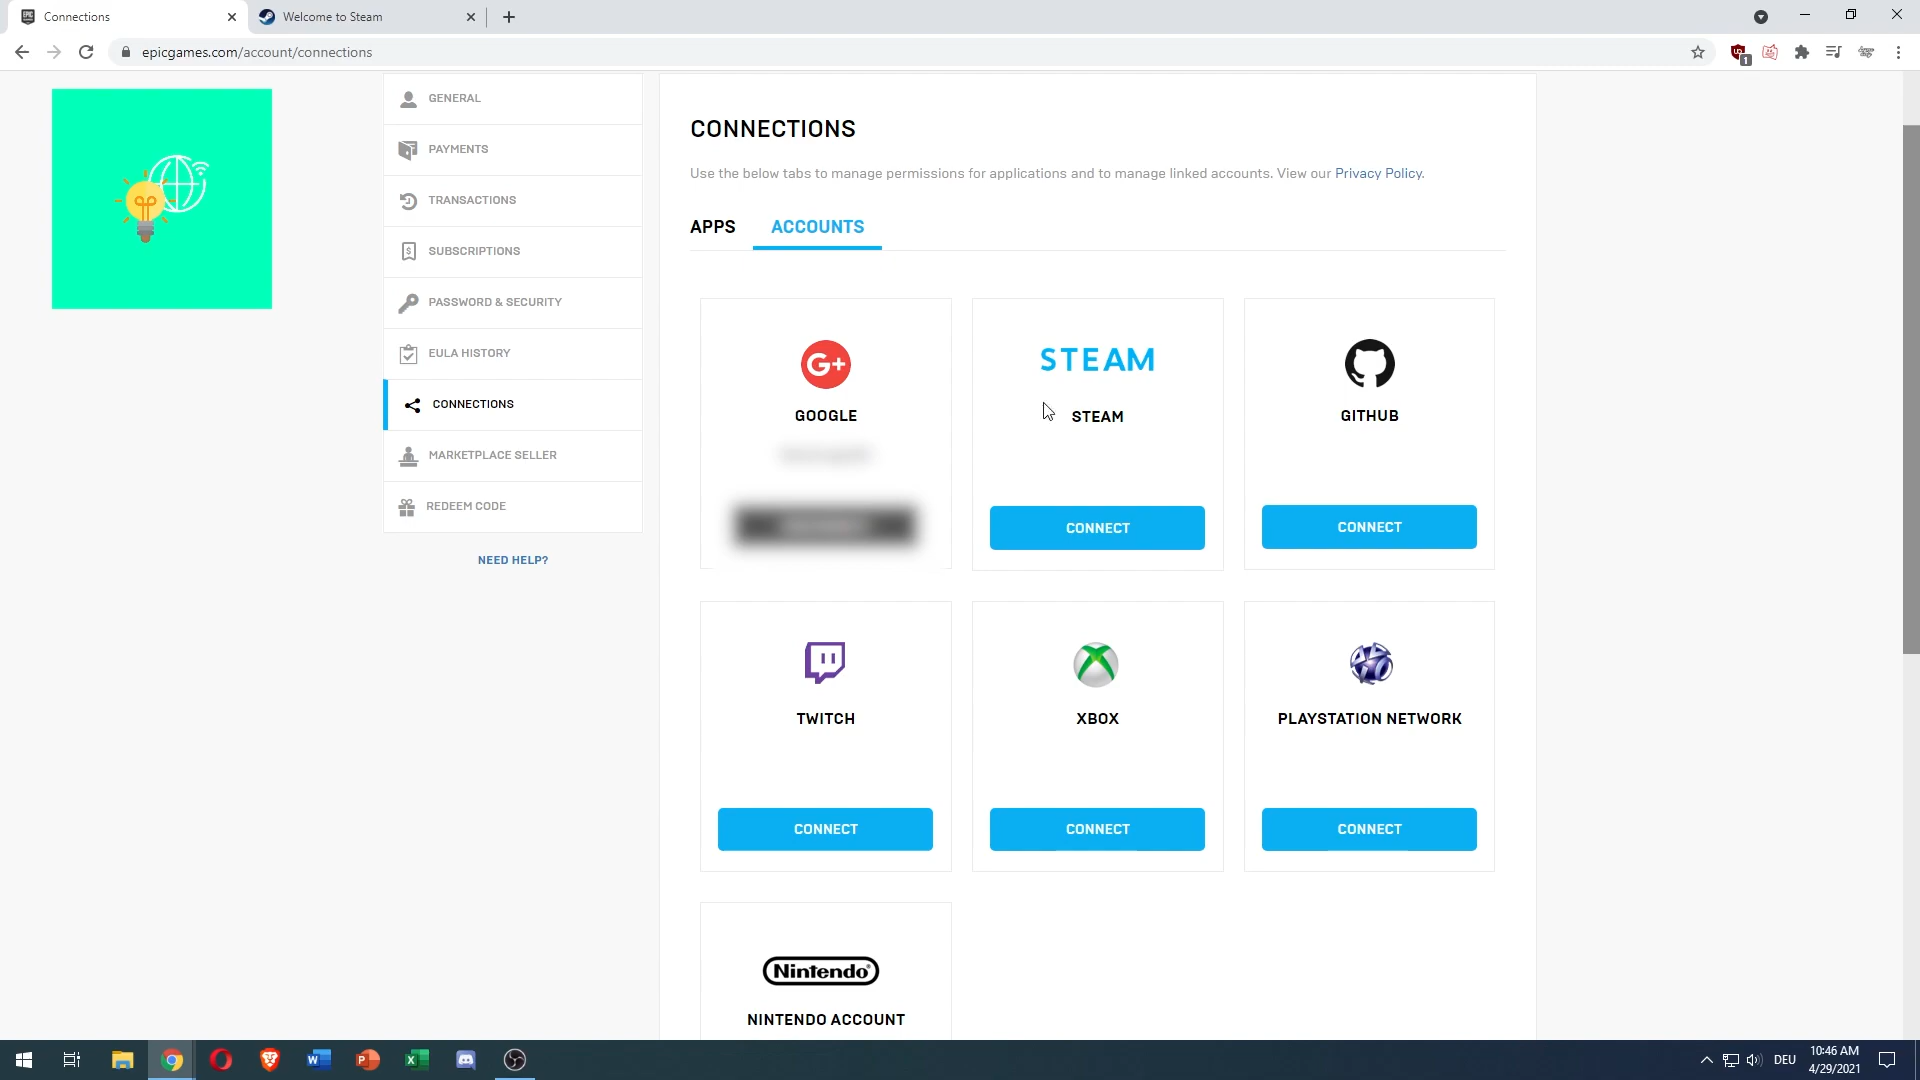 Connections
Welcome to Steam
epicgames.com/account/connections
1
GENERAL
PAYMENTS
TRANSACTIONS
SUBSCRIPTIONS
PASSWORD & SECURITY
EULA HISTORY
CONNECTIONS
MARKETPLACE SELLER
REDEEM CODE
NEED HELP?
CONNECTIONS
Use the below tabs to manage permissions for applications and to manage linked accounts. View our Privacy Policy.
APPS ACCOUNTS
G+
GOOGLE
STEAM
STEAM
CONNECT
GITHUB
CONNECT
TWITCH
CONNECT
XBOX
CONNECT
PLAYSTATION NETWORK
CONNECT
Nintendo
NINTENDO ACCOUNT
DEU
10:46 AM
4/29/2021